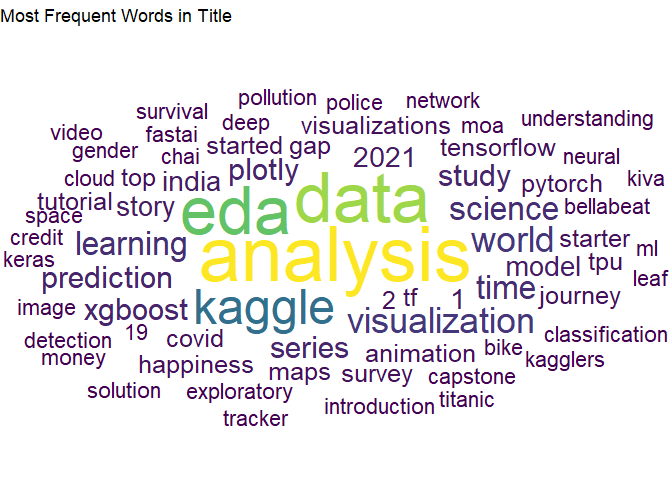 Most Frequent Words in Title
pollution police network
survival
video fastai deep visualizations moa understanding
gender chai started gap 2021 tensorflow neural
cloud top india plotly study pytorch kiva
tutorial story eda data science bellabeat
space
credit learning analysis world starter ml
keras prediction model tpu leaf
image xgboost kaggle 2 tf 1 time journey
detection 19 covid visualization classification
money happiness series animation bike kagglers
solution exploratory maps survey capstone
tracker introduction titanic